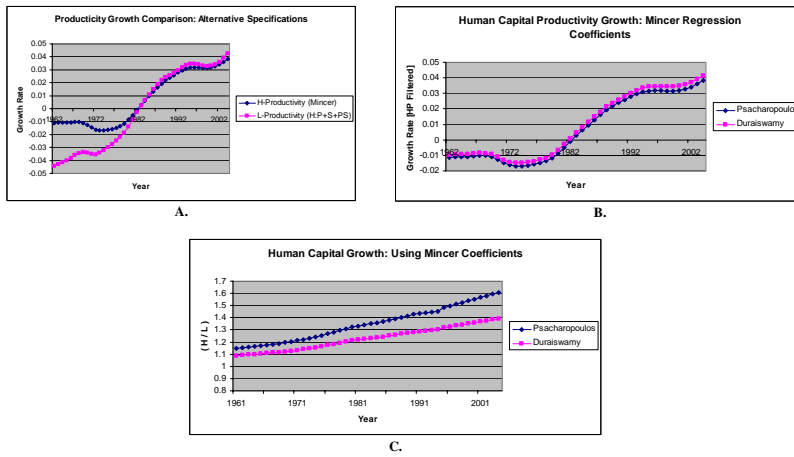 Producticity Growth Comparison: Alternative Specifications
0.05
0.04
0.03
0.02
0.01
0
-0.01
-0.02
-0.03
-0.04
-0.05
1962 1972 1982 1992 2002
Growth Rate
Year
H-Productivity (Mincer)
L-Productivity (H:P+S+PS)
A.
Human Capital Productivity Growth: Mincer Regression
Coefficients
0.05
0.04
0.03
0.02
0.01
0
-0.01
-0.02
1962 1972 1982 1992 2002
Growth Rate [HP Filtered]
Year
Psacharopoulos
Duraiswamy
B.
Human Capital Growth: Using Mincer Coefficients
1.7
1.6
1.5
1.4
1.3
1.2
1.1
1
0.9
0.8
1961 1971 1981 1991 2001
( H / L )
Year
Psacharopoulos
Duraiswamy
C.